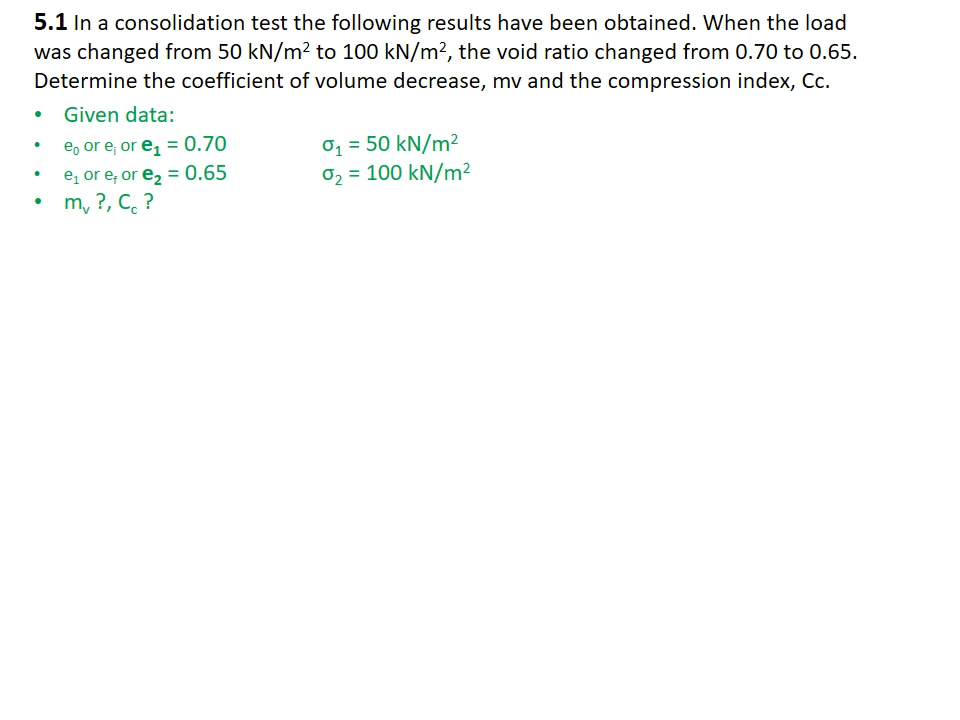 5.1 In a consolidation test the following results have been obtained. When the load
was changed from 50 kN/m² to 100 kN/m², the void ratio changed from 0.70 to 0.65.
Determine the coefficient of volume decrease, mv and the compression index, Cc.
• Given data:
• e₀ or eᵢ or e₁ = 0.70 σ₁ = 50 kN/m²
• e₁ or e_f or e₂ = 0.65 σ₂ = 100 kN/m²
• mᵥ ?, C_c ?